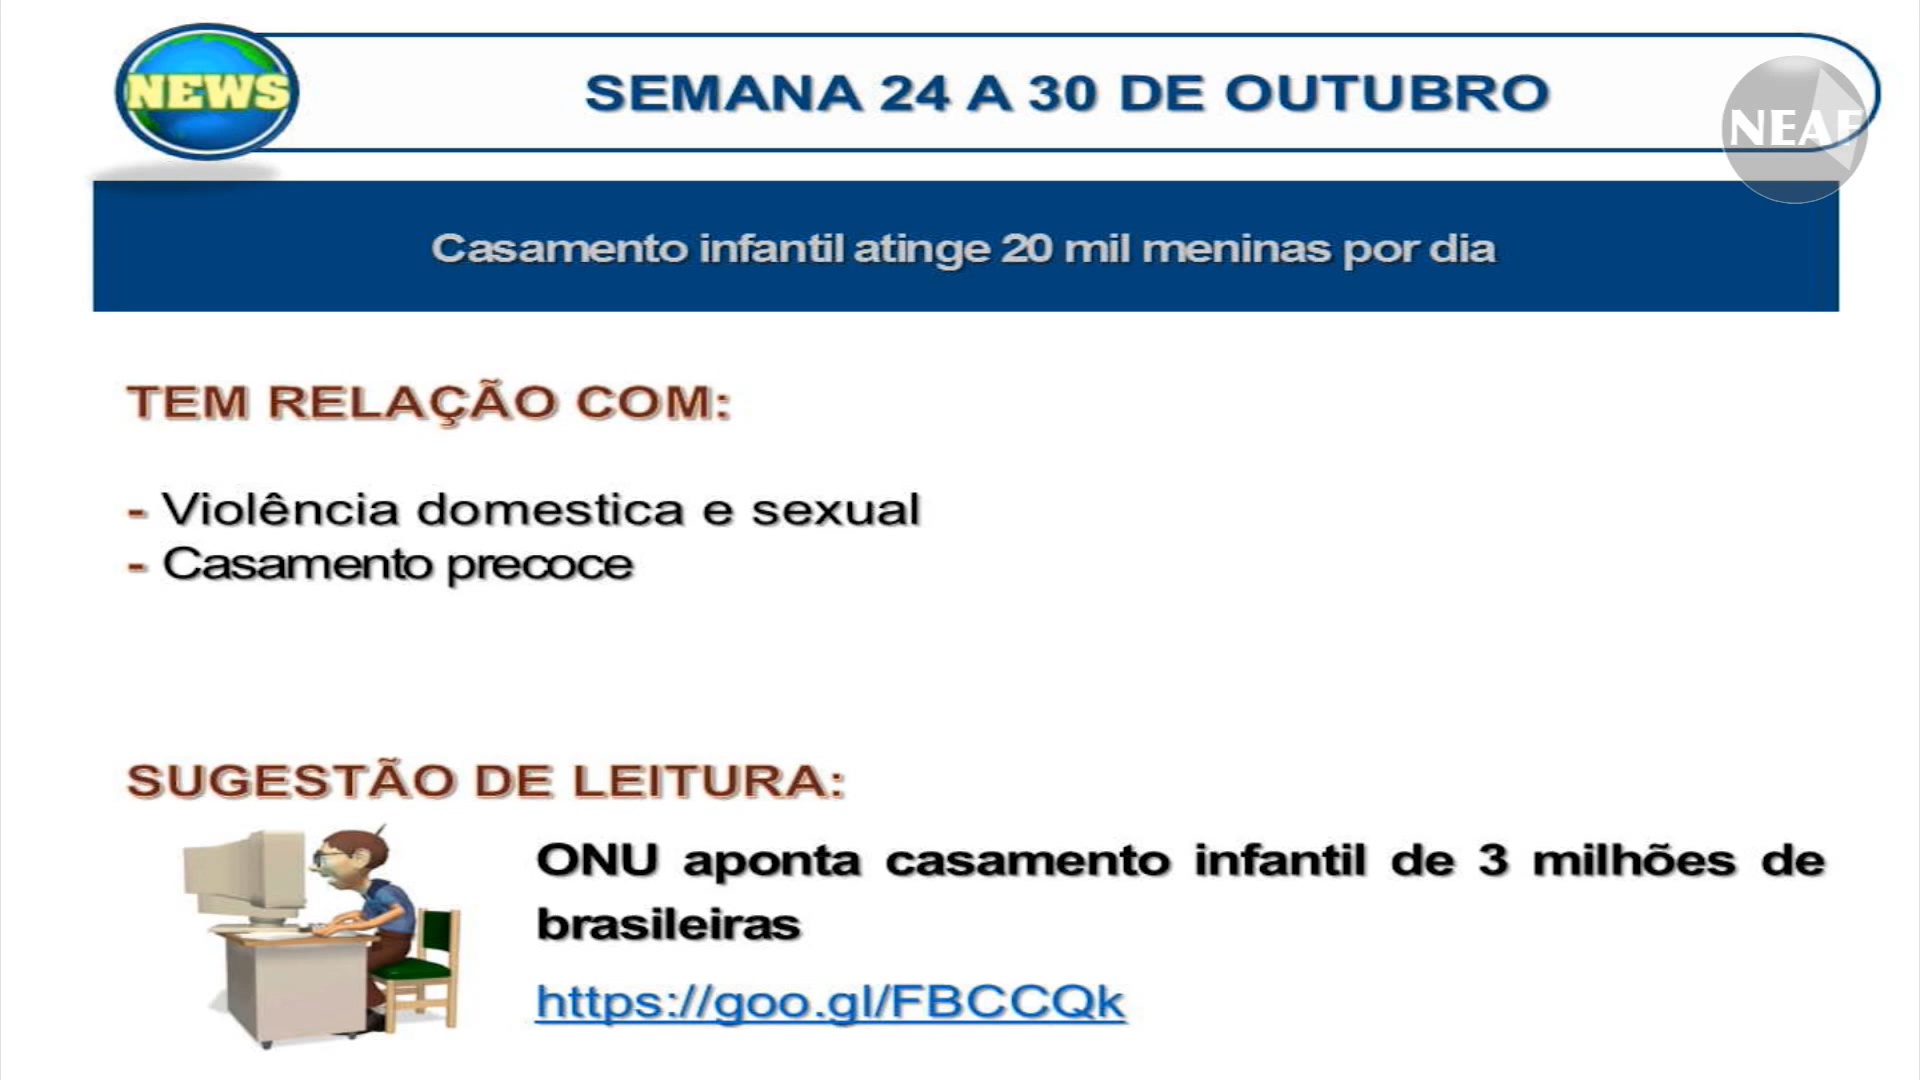 NEWS
SEMANA 24 A 30 DE OUTUBRO
NEAF
Casamento infantil atinge 20 mil meninas por dia
TEM RELAÇÃO COM:
- Violência domestica e sexual
- Casamento precoce
SUGESTÃO DE LEITURA:
ONU aponta casamento infantil de 3 milhões de
brasileiras
https://goo.gl/FBCCQk